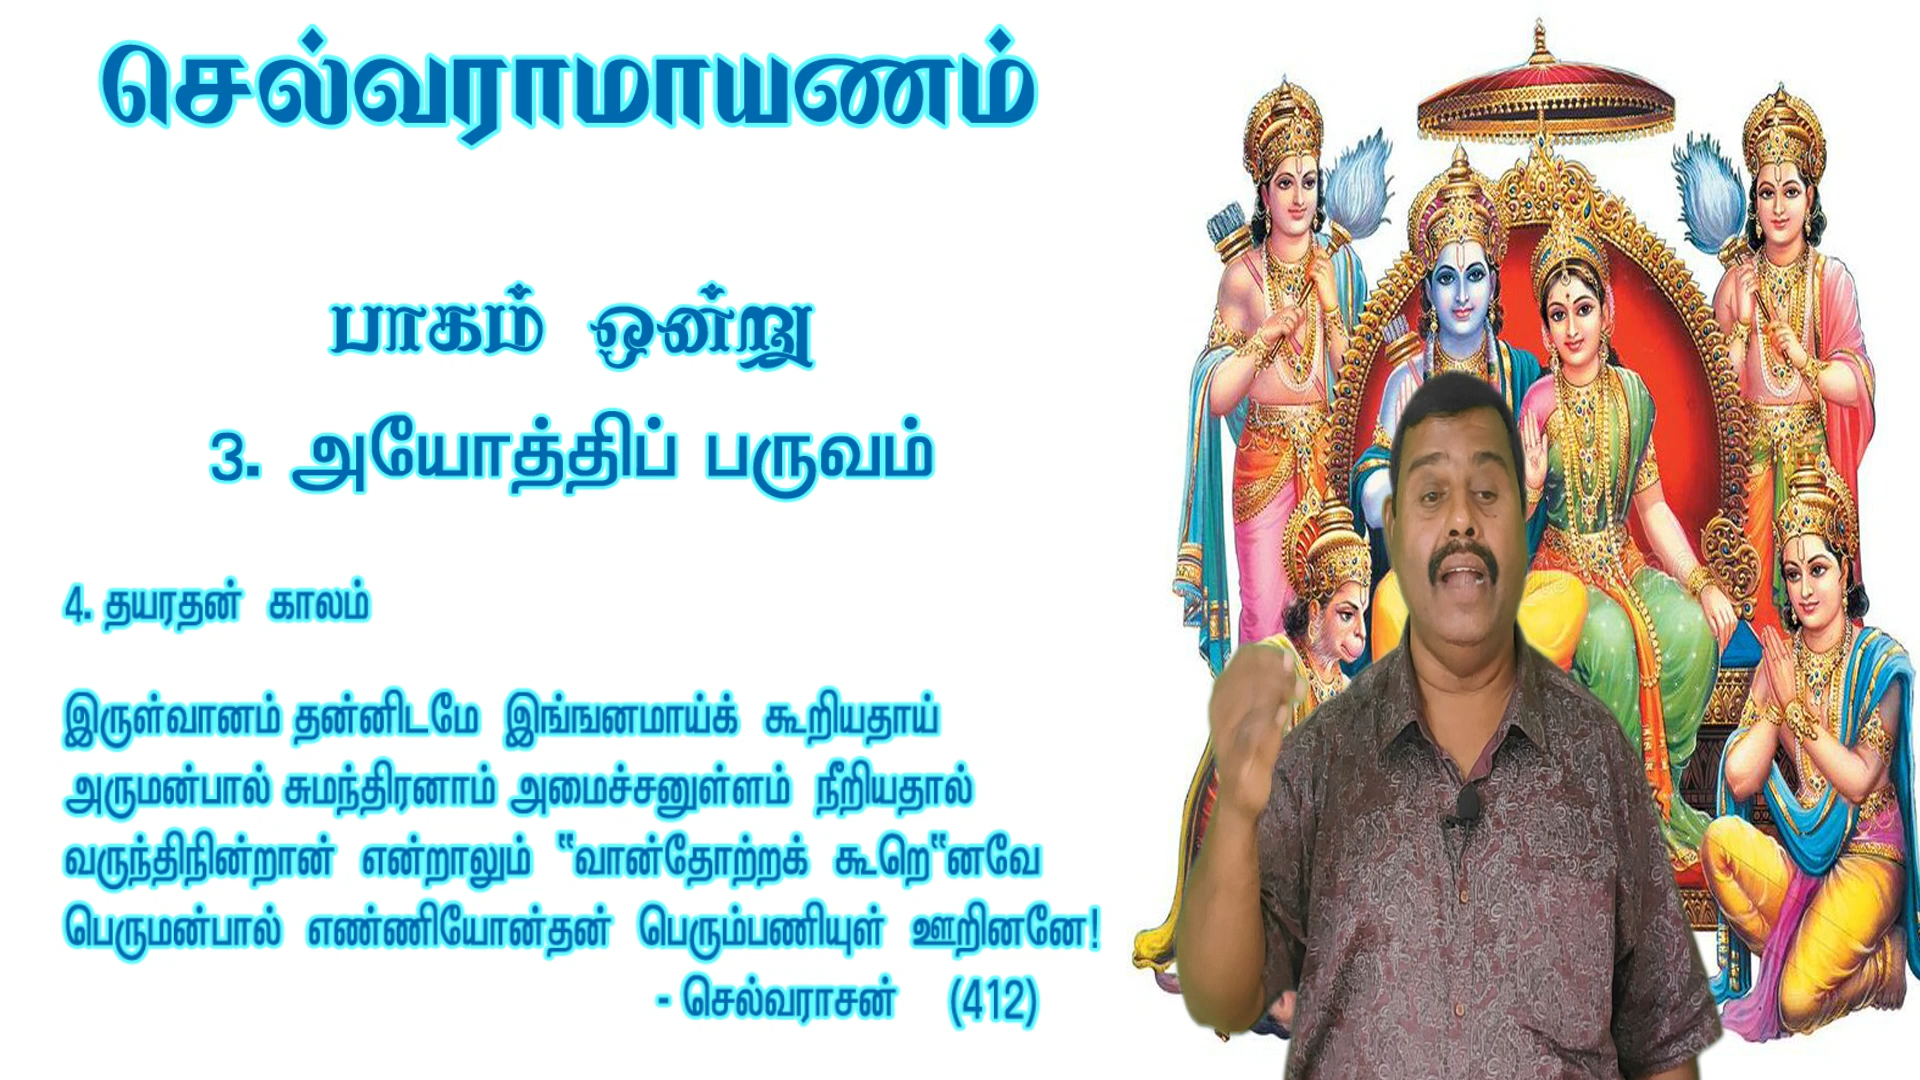 செல்வராமாயணம்
பாகம் ஒன்று
3. அயோத்திப் பருவம்
4. தயரதன் காலம்
இருள்வானம் தன்னிடமே இங்ஙனமாய்க் கூறியதாய்
அருமன்பால் சுமந்திரனாம் அமைச்சனுள்ளம் நீறியதால்
வருந்திநின்றான் என்றாலும் “வான்தோற்றக் கூறெ“னவே
பெருமன்பால் எண்ணியோன்தன் பெரும்பணியுள் ஊறினனே!
- செல்வராசன் (412)